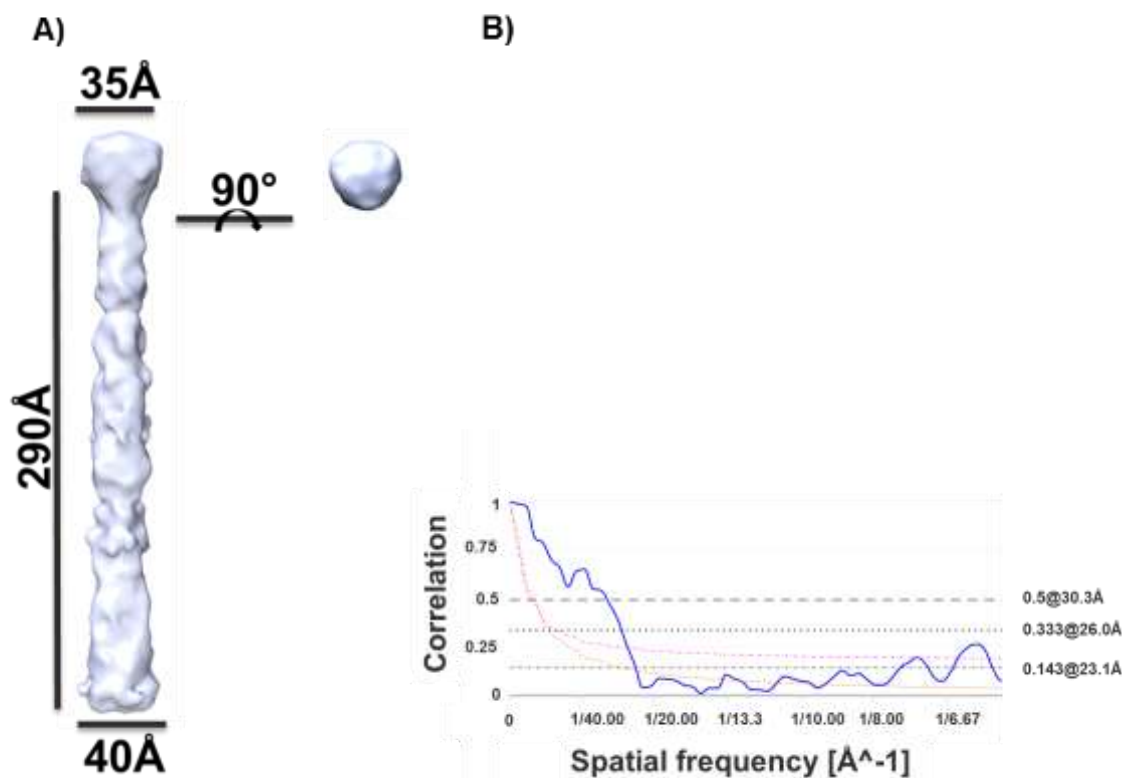 A)
35Å
90°
290Å
40Å
B)
Correlation
1
0.75
0.5
0.25
0
0.5@30.3Å
0.333@26.0Å
0.143@23.1Å
0 1/40.00 1/20.00 1/13.3 1/10.00 1/8.00 1/6.67
Spatial frequency [Å^-1]